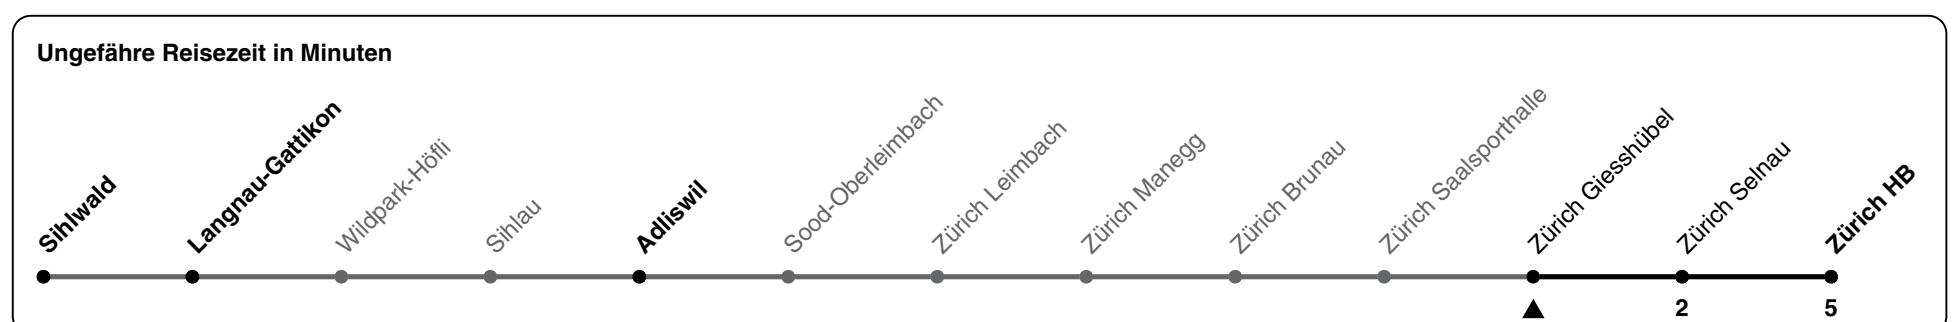 Ungefähre Reisezeit in Minuten
Sihlwald
Langnau-Gattikon
Wildpark-Höfli
Sihlau
Adliswil
Sood-Oberleimbach
Zürich Leimbach
Zürich Manegg
Zürich Brunau
Zürich Saalsporthalle
Zürich Giesshübel
Zürich Selnau
Zürich HB
2
5